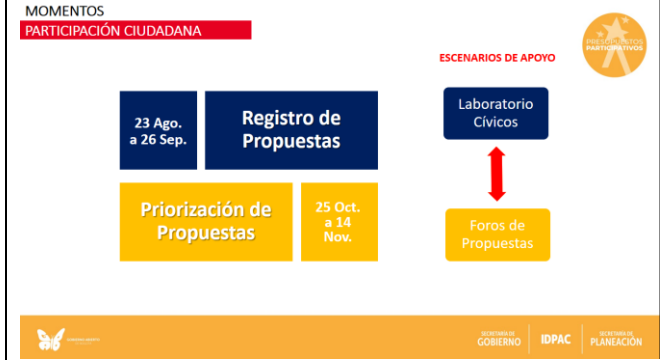 MOMENTOS
PARTICIPACIÓN CIUDADANA
PRESUPUESTOS
PARTICIPATIVOS
ESCENARIOS DE APOYO
23 Ago.
a 26 Sep.
Registro de
Propuestas
Laboratorio
Cívicos
Priorización de
Propuestas
25 Oct.
a 14
Nov.
Foros de
Propuestas
SECRETARÍA DE
GOBIERNO
IDPAC
SECRETARÍA DE
PLANEACIÓN